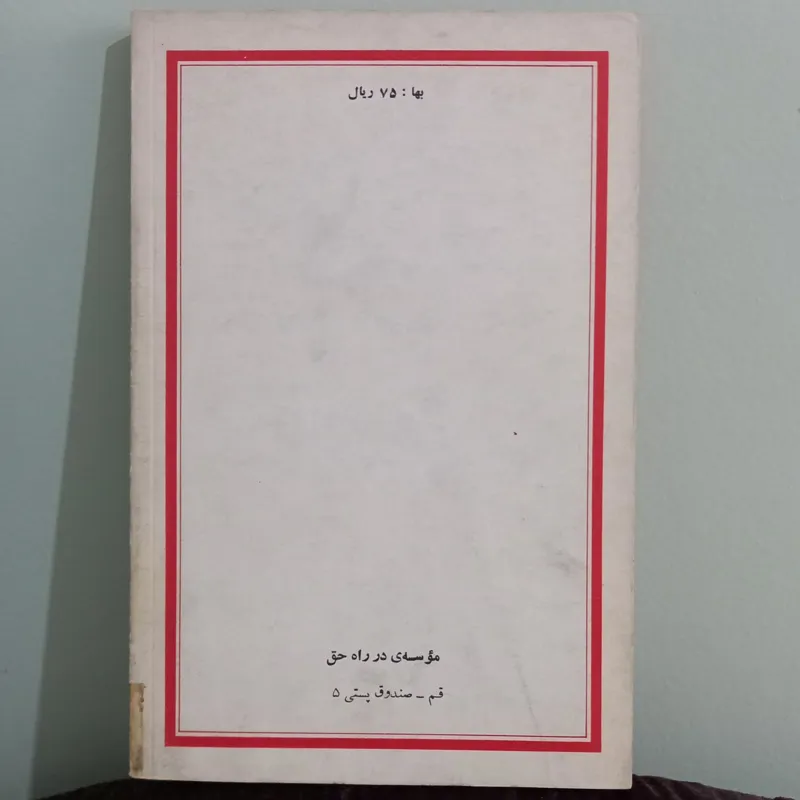 بها : ۷۵ ریال
مؤسسه‌ی در راه حق
قم - صندوق پستی ۵